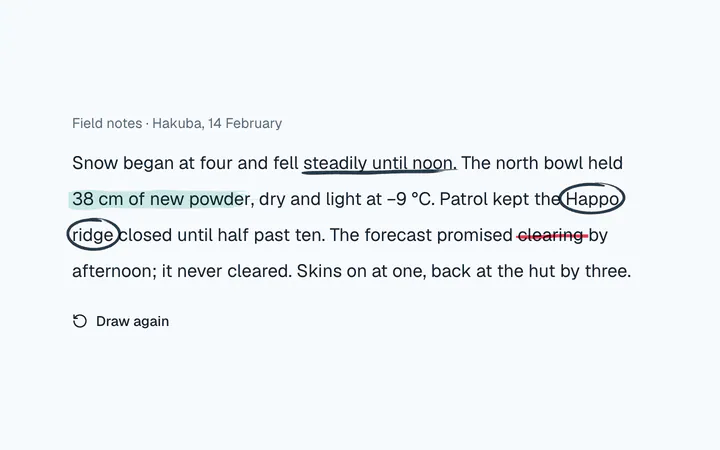 Field notes · Hakuba, 14 February
Snow began at four and fell steadily until noon. The north bowl held
38 cm of new powder, dry and light at −9 °C. Patrol kept the Happo
ridge closed until half past ten. The forecast promised clearing by
afternoon; it never cleared. Skins on at one, back at the hut by three.
Draw again